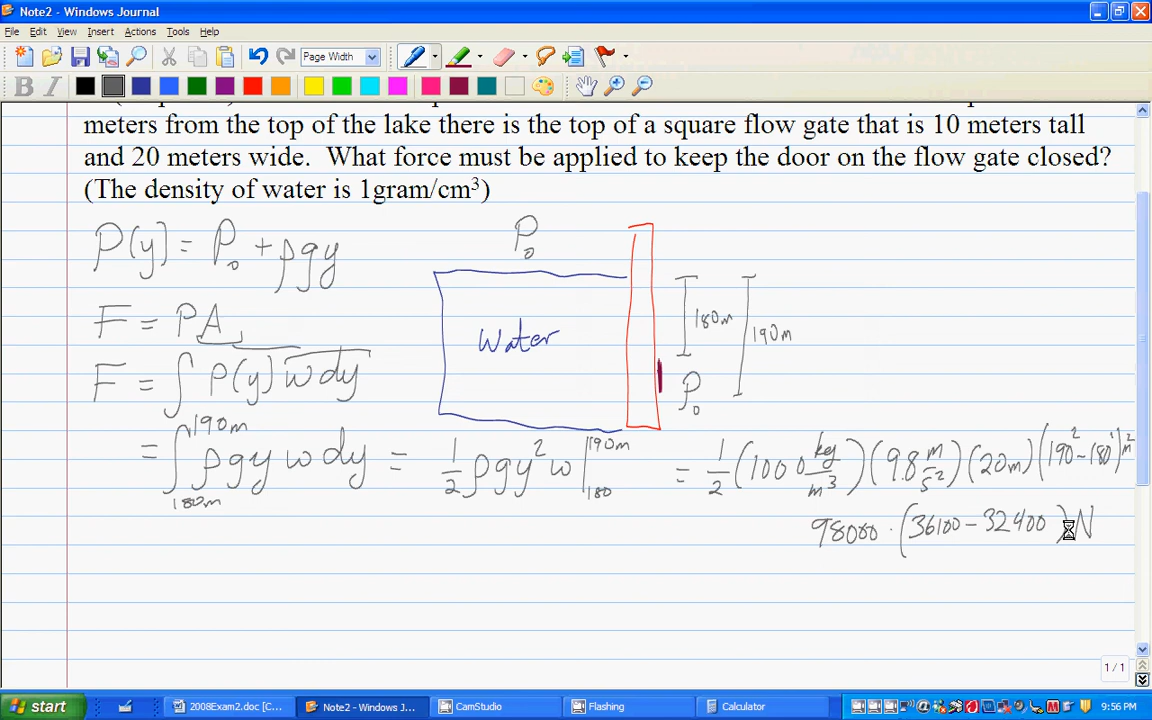 Note2 - Windows Journal
File Edit View Insert Actions Tools Help
Page Width
B I
meters from the top of the lake there is the top of a square flow gate that is 10 meters tall
and 20 meters wide. What force must be applied to keep the door on the flow gate closed?
(The density of water is 1gram/cm³)
P(y) = P₀ + ρgy
P₀
F = PA
Water
180m
190m
F = ∫ P(y) w dy
P₀
= ∫₁₈₀ₘ^190m ρgy w dy = 1/2 ρgy² w |₁₈₀^190m = 1/2 (1000 kg/m³)(9.8 m/s²)(20m)(190² - 180²)m²
98000 · (36100 - 32400) N
1 / 1
start
2008Exam2.doc [C...
Note2 - Windows J...
CamStudio
Flashing
Calculator
9:56 PM